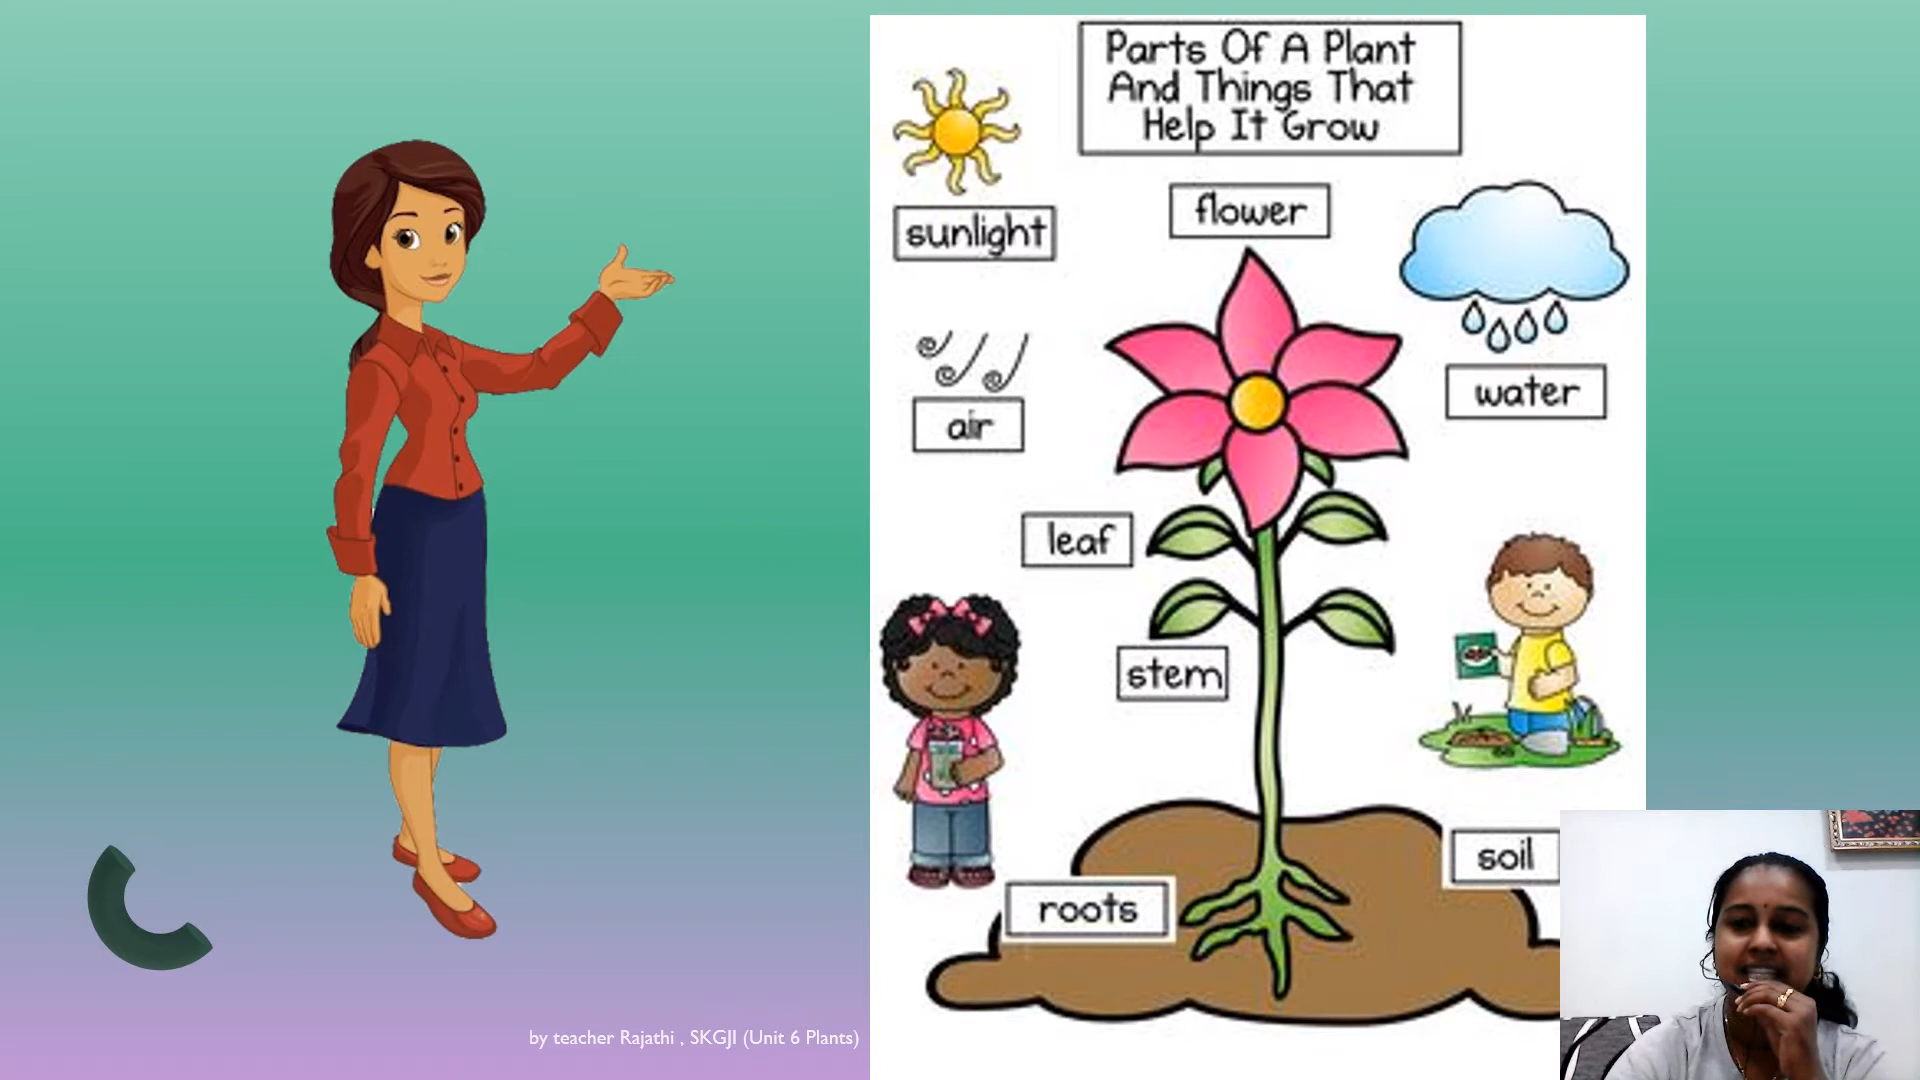 Parts Of A Plant
And Things That
Help It Grow
sunlight
flower
air
water
leaf
stem
soil
roots
by teacher Rajathi , SKGJI (Unit 6 Plants)